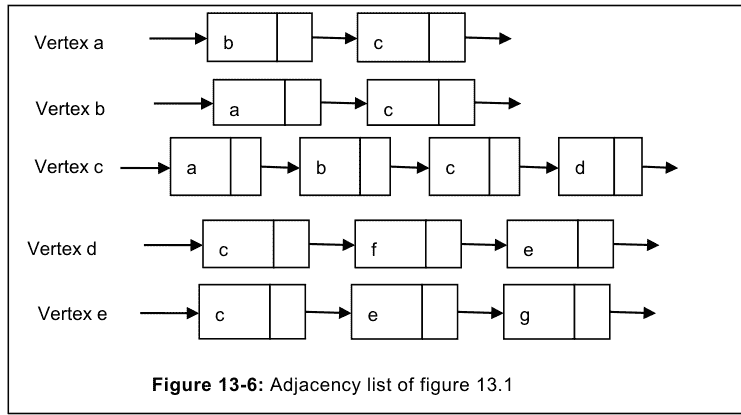 Vertex a b c
Vertex b a c
Vertex c a b c d
Vertex d c f e
Vertex e c e g
Figure 13-6: Adjacency list of figure 13.1